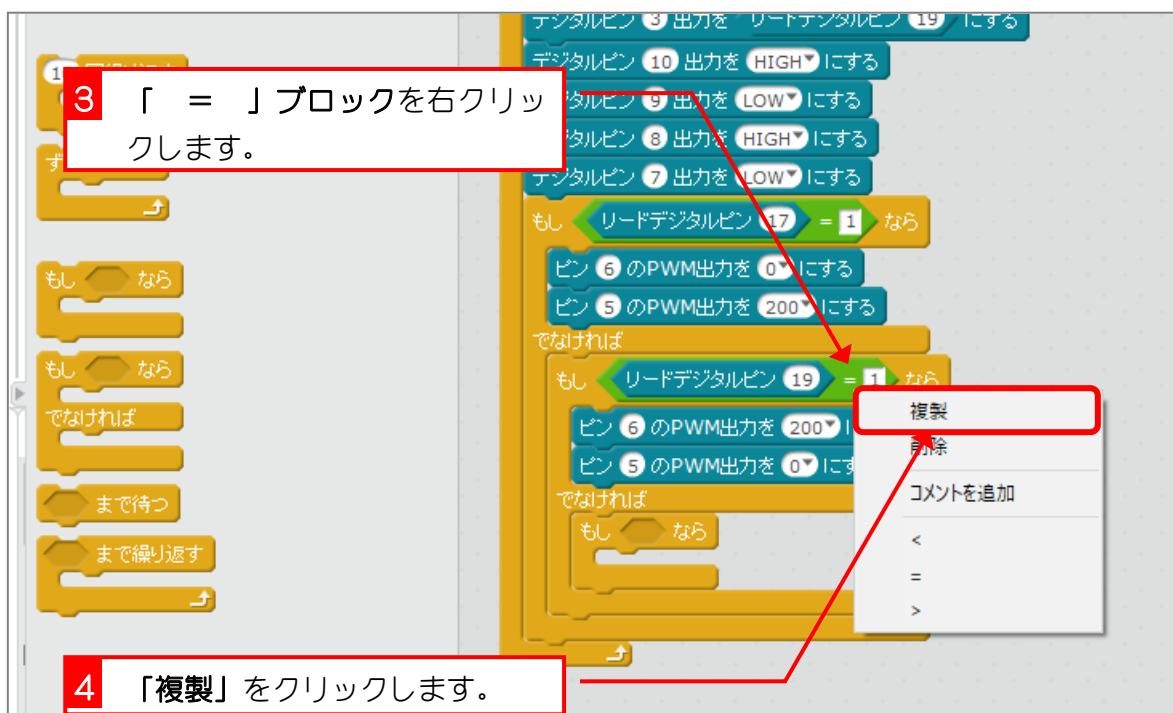 デジタルピン 3 出力を リードデジタルピン 19 にする
デジタルピン 10 出力を HIGH にする
タルピン 9 出力を LOW にする
タルピン 8 出力を HIGH にする
デジタルピン 7 出力を LOW にする
もし リードデジタルピン 17 = 1 なら
ピン 6 のPWM出力を 0 にする
ピン 5 のPWM出力を 200 にする
でなければ
もし リードデジタルピン 19 = 1 なら
ピン 6 のPWM出力を 200
ピン 5 のPWM出力を 0 にす
でなければ
もし なら
3 「 = 」ブロックを右クリッ
クします。
ず
もし なら
もし なら
でなければ
まで待つ
まで繰り返す
複製
削除
コメントを追加
<
=
>
4 「複製」をクリックします。